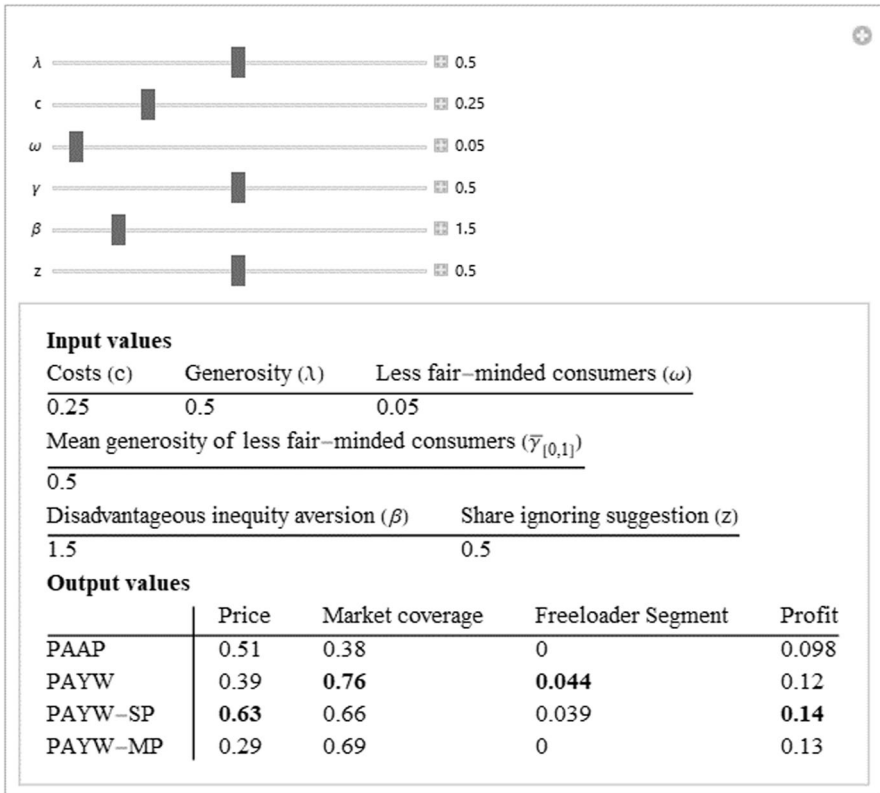 λ 0.5
c 0.25
ω 0.05
γ 0.5
β 1.5
z 0.5
Input values
Costs (c) Generosity (λ) Less fair−minded consumers (ω)
0.25 0.5 0.05
Mean generosity of less fair−minded consumers (γ̅[0,1])
0.5
Disadvantageous inequity aversion (β) Share ignoring suggestion (z)
1.5 0.5
Output values
Price Market coverage Freeloader Segment Profit
PAAP 0.51 0.38 0 0.098
PAYW 0.39 0.76 0.044 0.12
PAYW−SP 0.63 0.66 0.039 0.14
PAYW−MP 0.29 0.69 0 0.13